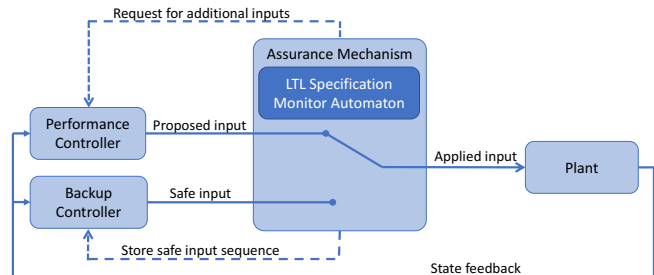 Request for additional inputs
Assurance Mechanism
LTL Specification
Monitor Automaton
Performance
Controller
Proposed input
Applied input
Plant
Backup
Controller
Safe input
Store safe input sequence
State feedback